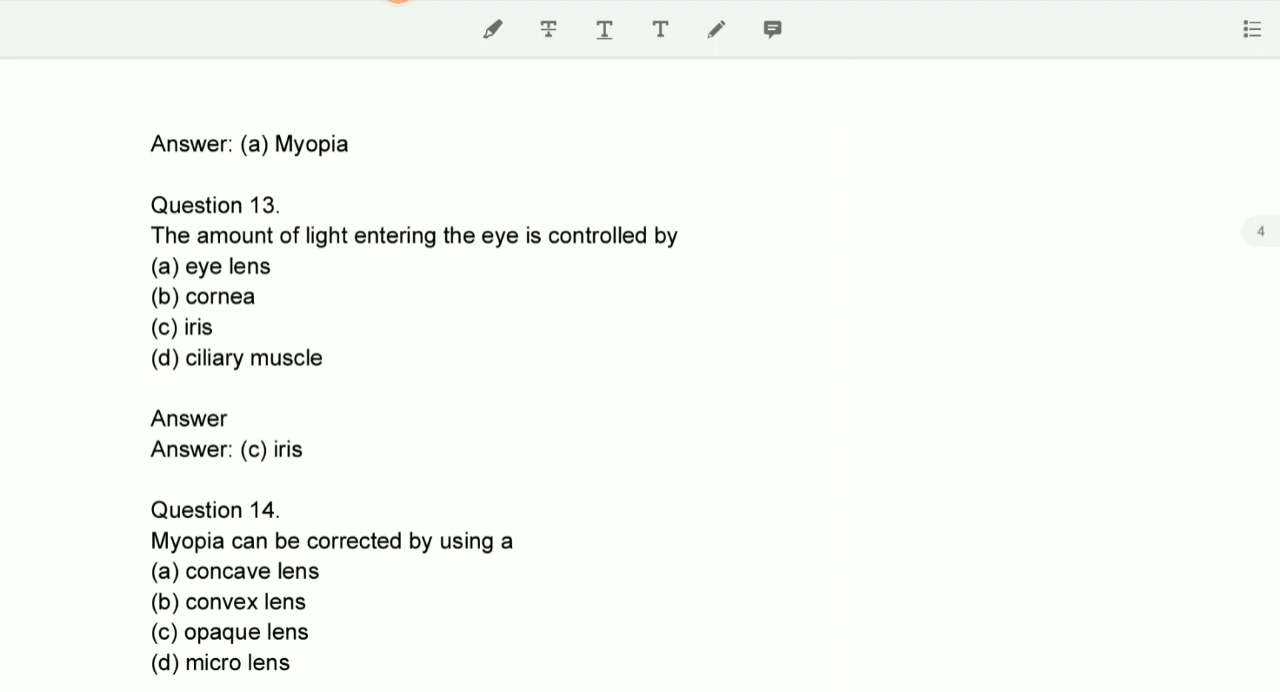 Answer: (a) Myopia
Question 13.
The amount of light entering the eye is controlled by
(a) eye lens
(b) cornea
(c) iris
(d) ciliary muscle
Answer
Answer: (c) iris
Question 14.
Myopia can be corrected by using a
(a) concave lens
(b) convex lens
(c) opaque lens
(d) micro lens
4